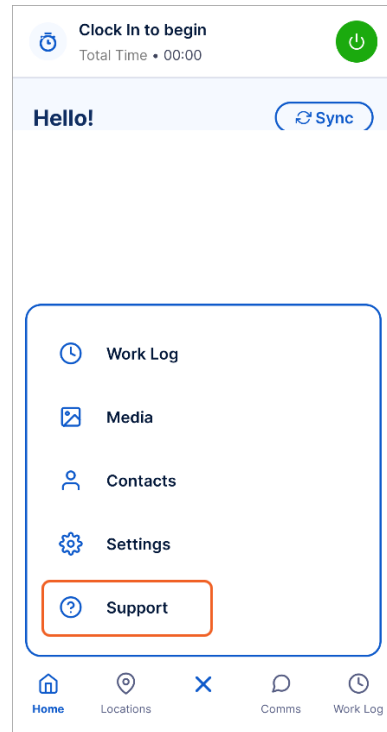 Clock In to begin
Total Time • 00:00
Hello!
Sync
Work Log
Media
Contacts
Settings
Support
Home
Locations
Comms
Work Log